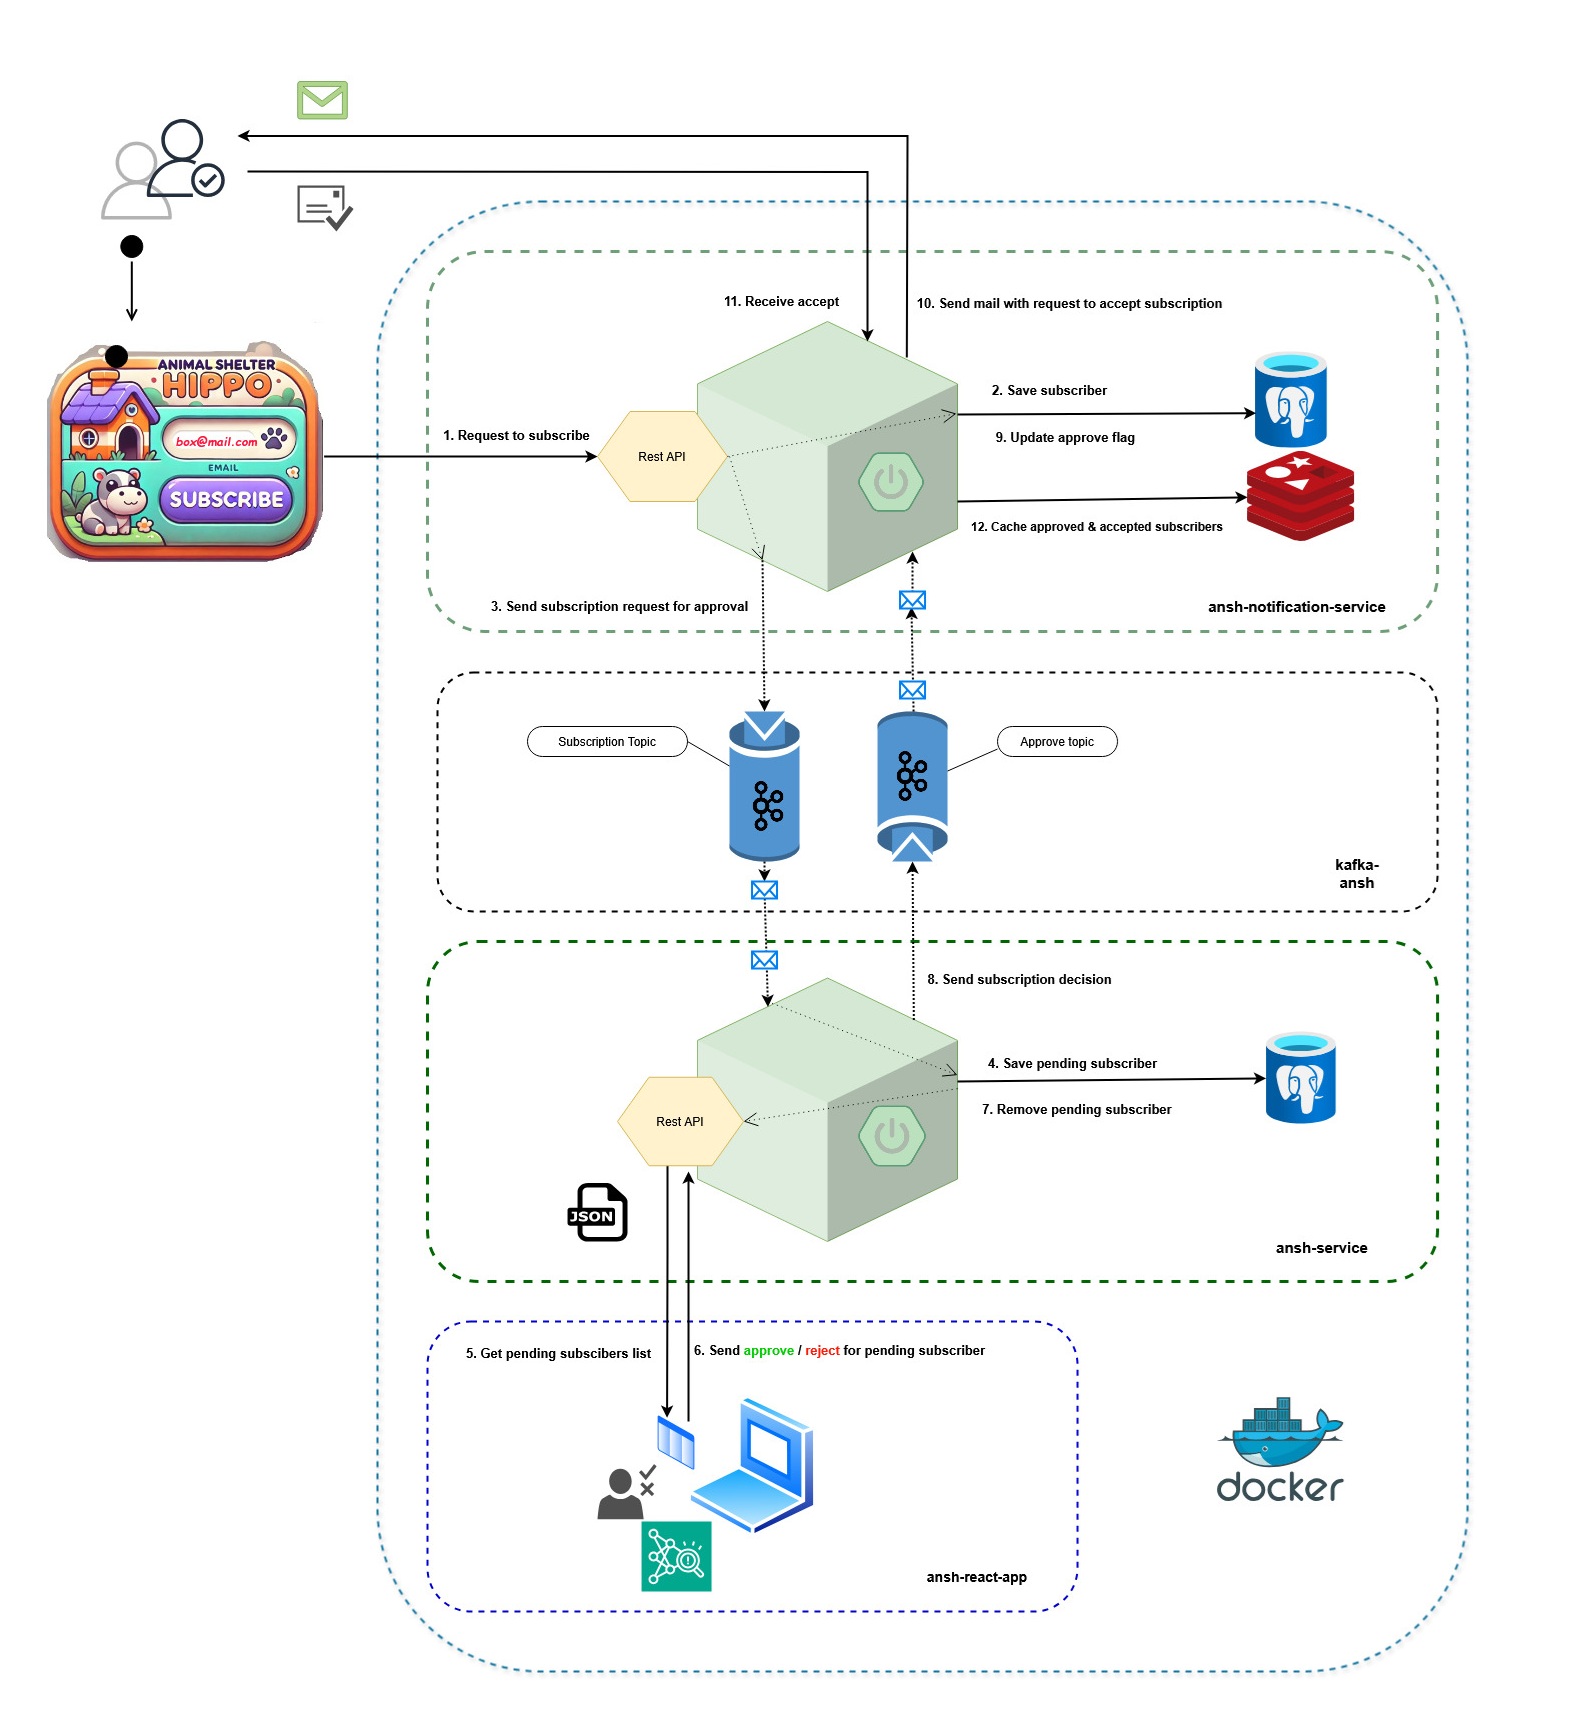 11. Receive accept
10. Send mail with request to accept subscription
ANIMAL SHELTER
HIPPO
box@mail.com
EMAIL
SUBSCRIBE
1. Request to subscribe
Rest API
2. Save subscriber
9. Update approve flag
12. Cache approved & accepted subscribers
3. Send subscription request for approval
ansh-notification-service
Subscription Topic
Approve topic
kafka-
ansh
8. Send subscription decision
4. Save pending subscriber
7. Remove pending subscriber
Rest API
JSON
ansh-service
5. Get pending subscibers list
6. Send approve / reject for pending subscriber
docker
ansh-react-app